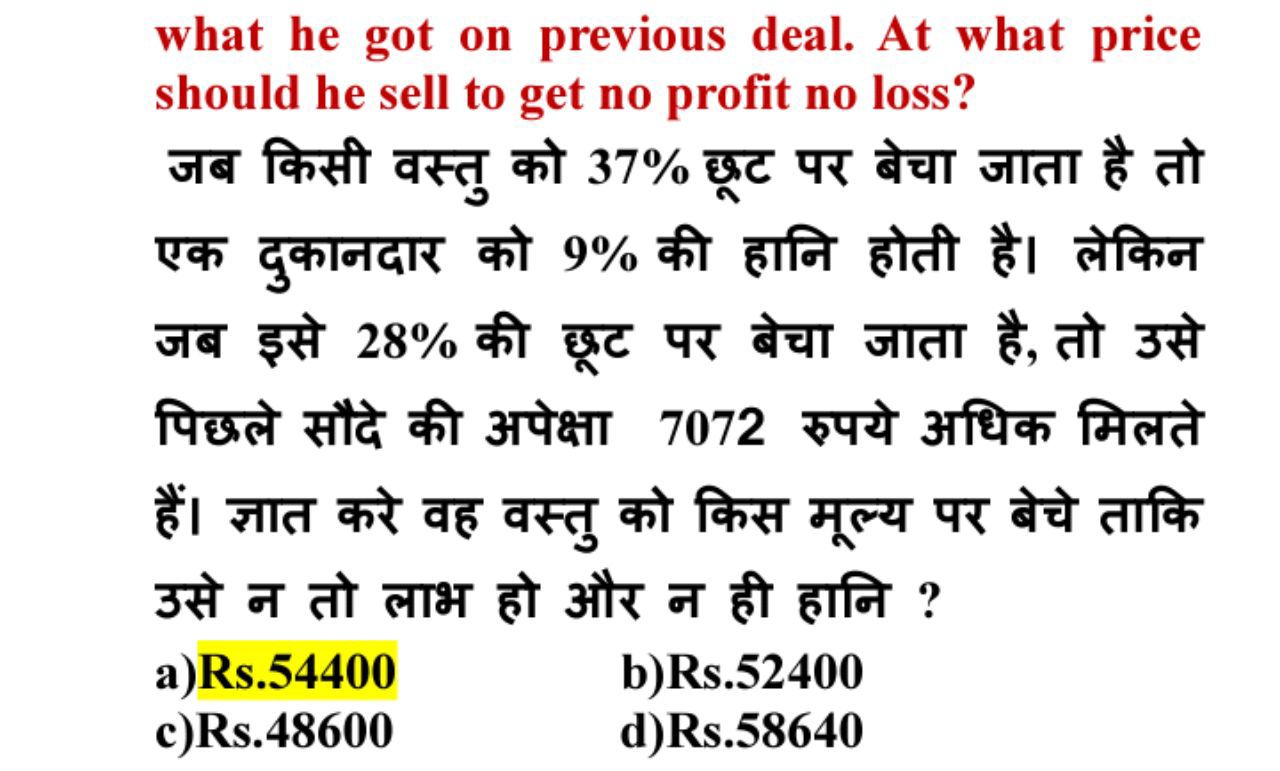 what he got on previous deal. At what price
should he sell to get no profit no loss?
जब किसी वस्तु को 37% छूट पर बेचा जाता है तो
एक दुकानदार को 9% की हानि होती है। लेकिन
जब इसे 28% की छूट पर बेचा जाता है, तो उसे
पिछले सौदे की अपेक्षा 7072 रुपये अधिक मिलते
हैं। ज्ञात करे वह वस्तु को किस मूल्य पर बेचे ताकि
उसे न तो लाभ हो और न ही हानि ?
a)Rs.54400 b)Rs.52400
c)Rs.48600 d)Rs.58640